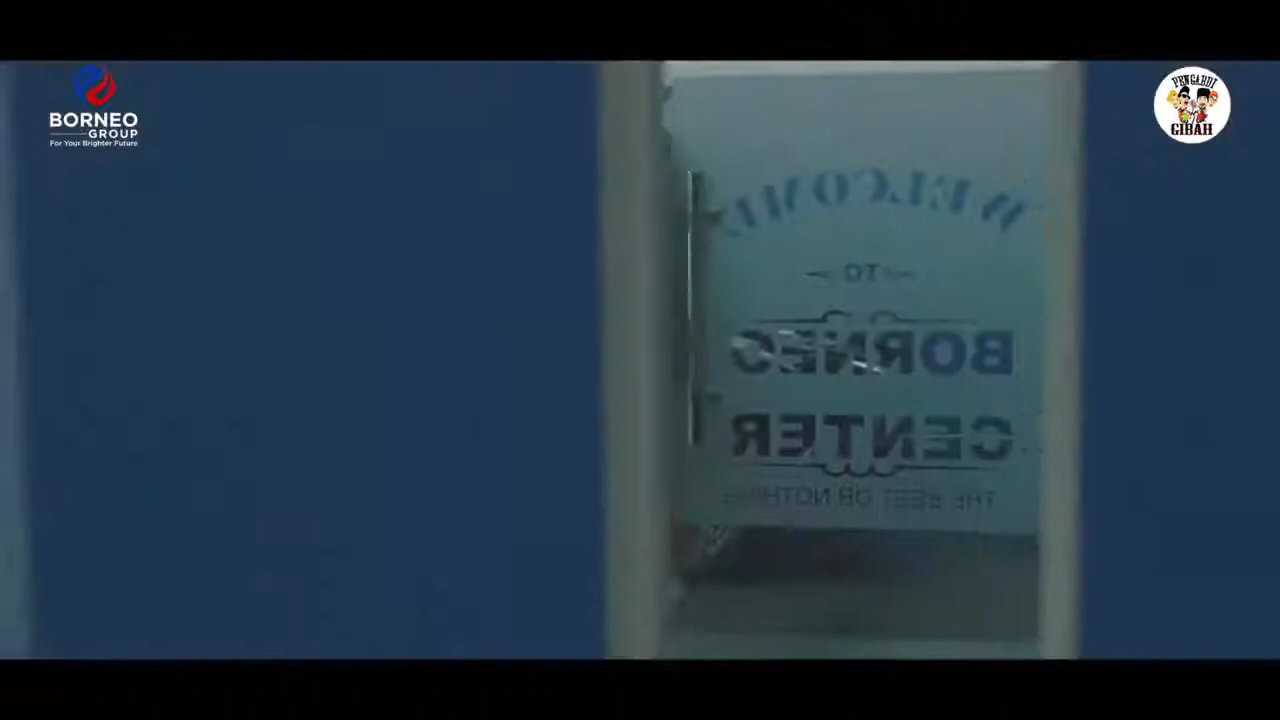 BORNEO
GROUP
For Your Brighter Future
PENGABDI
GIBAH
WELCOME
TO
BORNEO
CENTER
THE BEST OR NOTHING